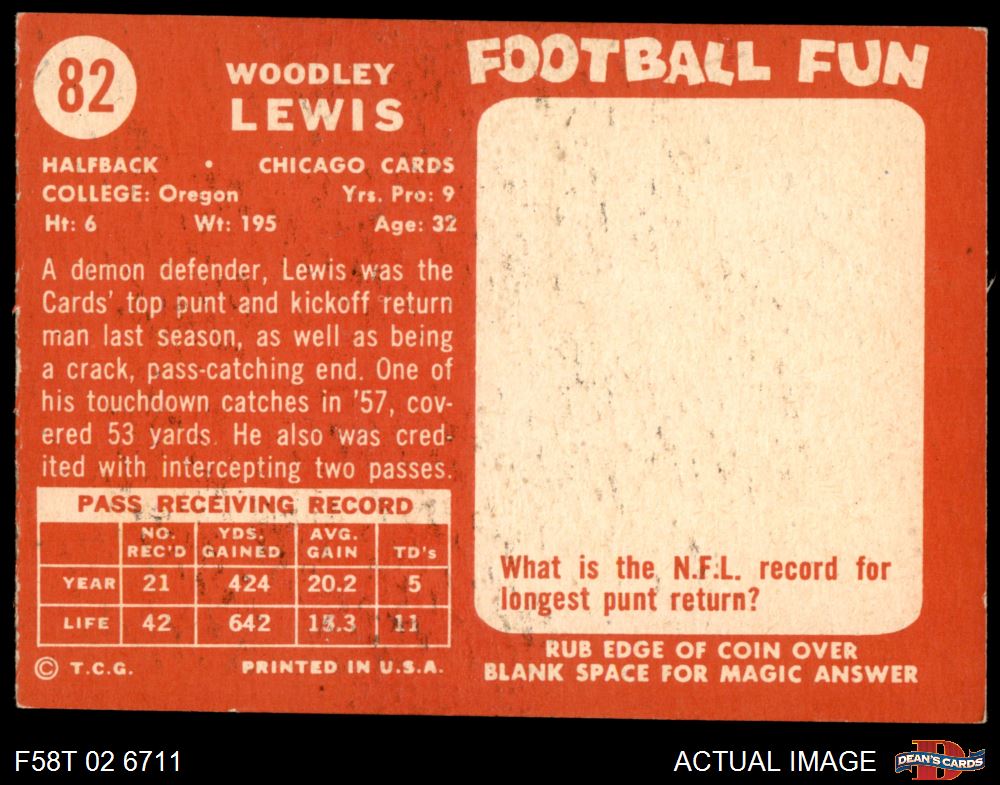 82
WOODLEY
LEWIS
HALFBACK • CHICAGO CARDS
COLLEGE: Oregon Yrs. Pro: 9
Ht: 6 Wt: 195 Age: 32
A demon defender, Lewis was the
Cards' top punt and kickoff return
man last season, as well as being
a crack, pass-catching end. One of
his touchdown catches in '57, cov-
ered 53 yards. He also was cred-
ited with intercepting two passes.
PASS RECEIVING RECORD
NO. REC'D YDS. GAINED AVG. GAIN TD's
YEAR 21 424 20.2 5
LIFE 42 642 15.3 11
© T.C.G. PRINTED IN U.S.A.
FOOTBALL FUN
What is the N.F.L. record for
longest punt return?
RUB EDGE OF COIN OVER
BLANK SPACE FOR MAGIC ANSWER
F58T 02 6711
ACTUAL IMAGE
D
DEAN'S CARDS